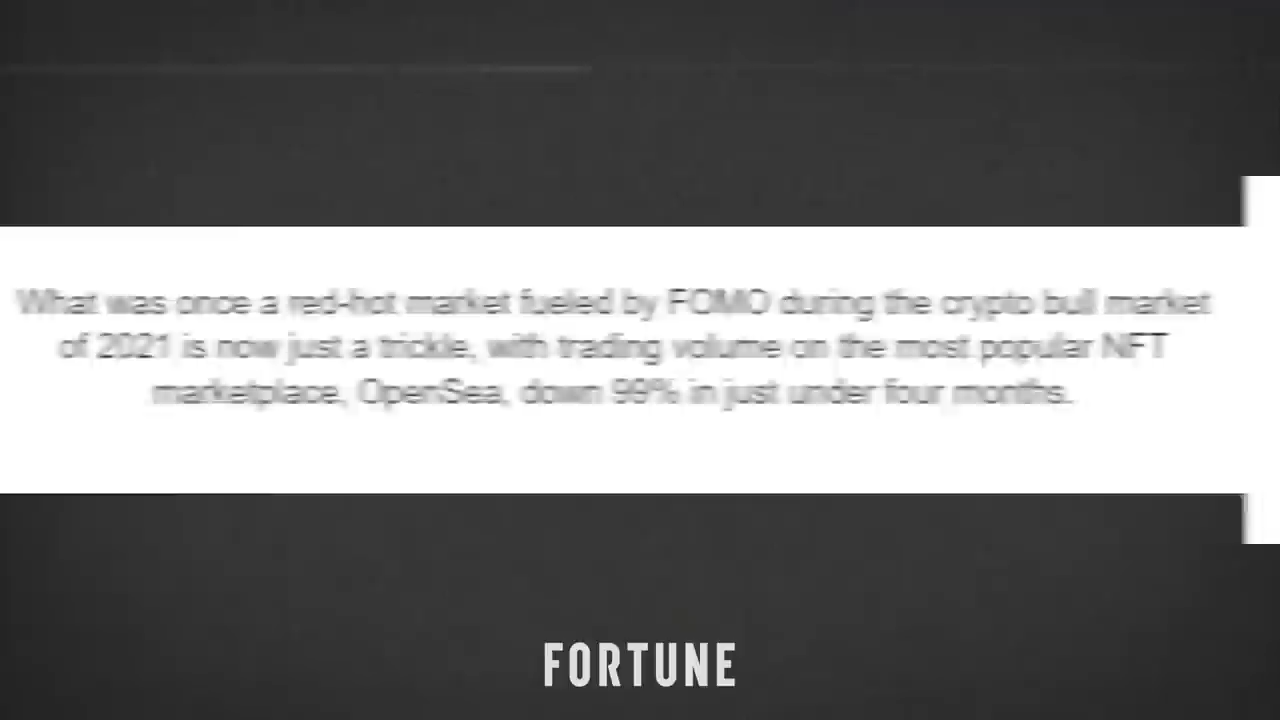 What was once a red-hot market fueled by FOMO during the crypto bull market
of 2021 is now just a trickle, with trading volume on the most popular NFT
marketplace, OpenSea, down 99% in just under four months.
FORTUNE